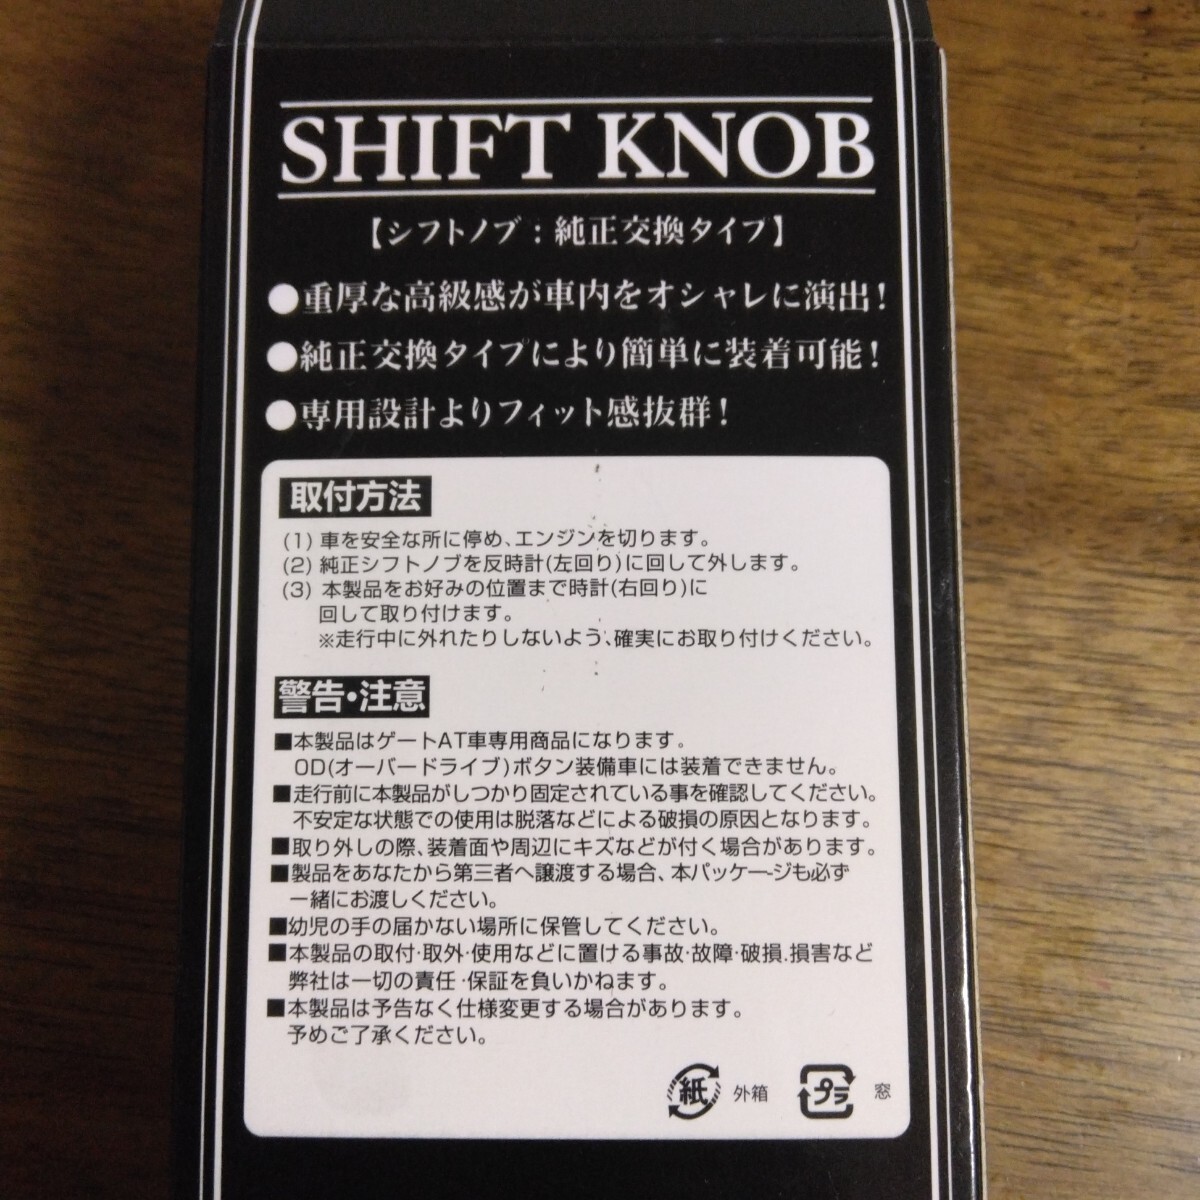 SHIFT KNOB
【シフトノブ：純正交換タイプ】
●重厚な高級感が車内をオシャレに演出！
●純正交換タイプにより簡単に装着可能！
●専用設計よりフィット感抜群！
取付方法
(1) 車を安全な所に停め、エンジンを切ります。
(2) 純正シフトノブを反時計(左回り)に回して外します。
(3) 本製品をお好みの位置まで時計(右回り)に
回して取り付けます。
※走行中に外れたりしないよう、確実にお取り付けください。
警告・注意
■本製品はゲートAT車専用商品になります。
OD(オーバードライブ)ボタン装備車には装着できません。
■走行前に本製品がしつかり固定されている事を確認してください。
不安定な状態での使用は脱落などによる破損の原因となります。
■取り外しの際、装着面や周辺にキズなどが付く場合があります。
■製品をあなたから第三者へ譲渡する場合、本パッケージも必ず
一緒にお渡しください。
■幼児の手の届かない場所に保管してください。
■本製品の取付・取外・使用などに置ける事故・故障・破損.損害など
弊社は一切の責任・保証を負いかねます。
■本製品は予告なく仕様変更する場合があります。
予めご了承ください。
紙 外箱 プラ 窓